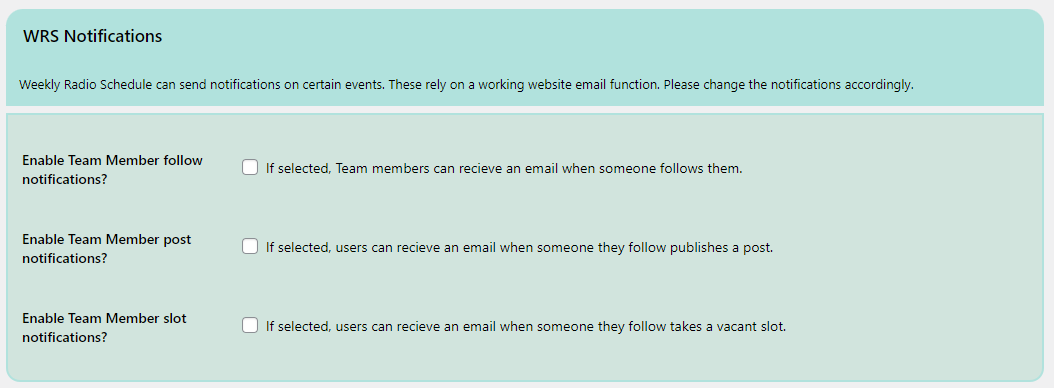 WRS Notifications
Weekly Radio Schedule can send notifications on certain events. These rely on a working website email function. Please change the notifications accordingly.
Enable Team Member follow
notifications?
If selected, Team members can recieve an email when someone follows them.
Enable Team Member post
notifications?
If selected, users can recieve an email when someone they follow publishes a post.
Enable Team Member slot
notifications?
If selected, users can recieve an email when someone they follow takes a vacant slot.